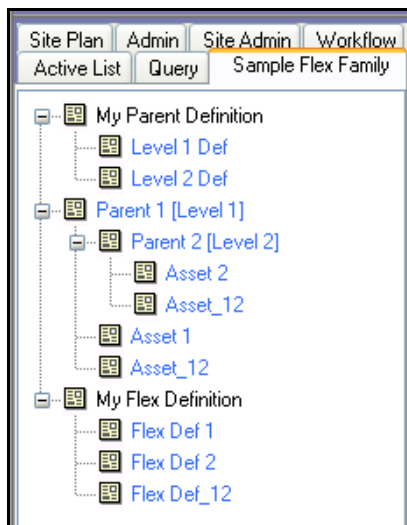 Site Plan Admin Site Admin Workflow
Active List Query Sample Flex Family
My Parent Definition
Level 1 Def
Level 2 Def
Parent 1 [Level 1]
Parent 2 [Level 2]
Asset 2
Asset_12
Asset 1
Asset_12
My Flex Definition
Flex Def 1
Flex Def 2
Flex Def_12